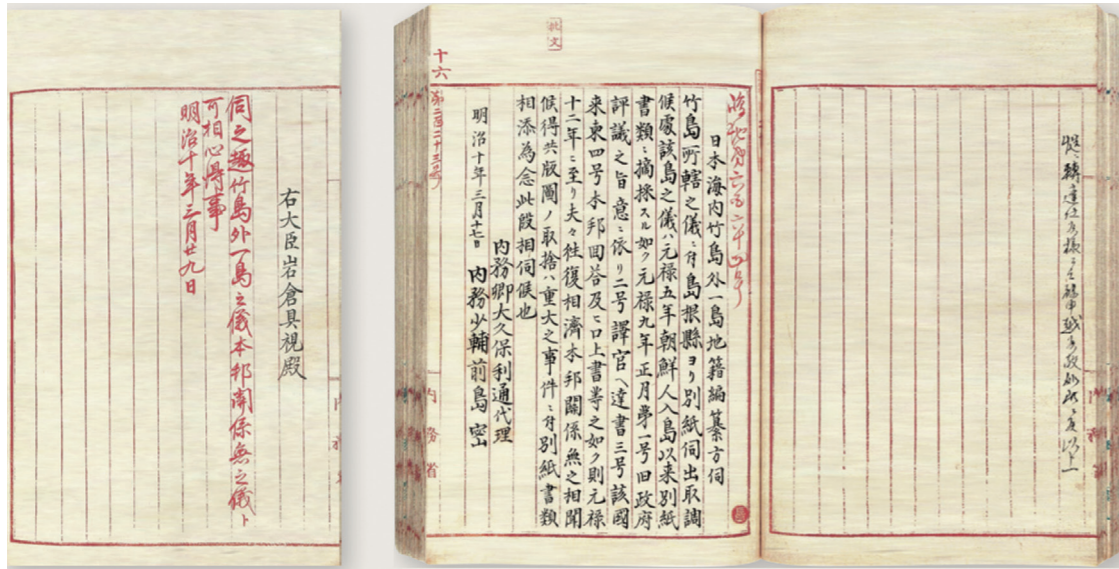 日本海内竹島外一島地籍編纂方伺
竹島所轄之儀ニ付島根縣ヨリ別紙伺出取調
候處該島之儀ハ元禄五年朝鮮人入島以来別紙
書類ニ摘採スル如ク元禄九年正月第一号旧政府
評議之旨意ニ依リ二号譯官ヘ達書三号該國
来柬四号本邦回答及ヒ口上書等之如ク則元禄
十二年ニ至リ夫々往復相濟本邦關係無之相聞
候得共版圖ノ取捨ハ重大之事件ニ付別紙書類
相添為念此段相伺候也
内務卿大久保利通代理
明治十年三月十七日 内務少輔前島密
十六
内務省
右大臣岩倉具視殿
伺之趣竹島外一島之儀本邦關係無之儀ト
可相心得事
明治十年三月廿九日